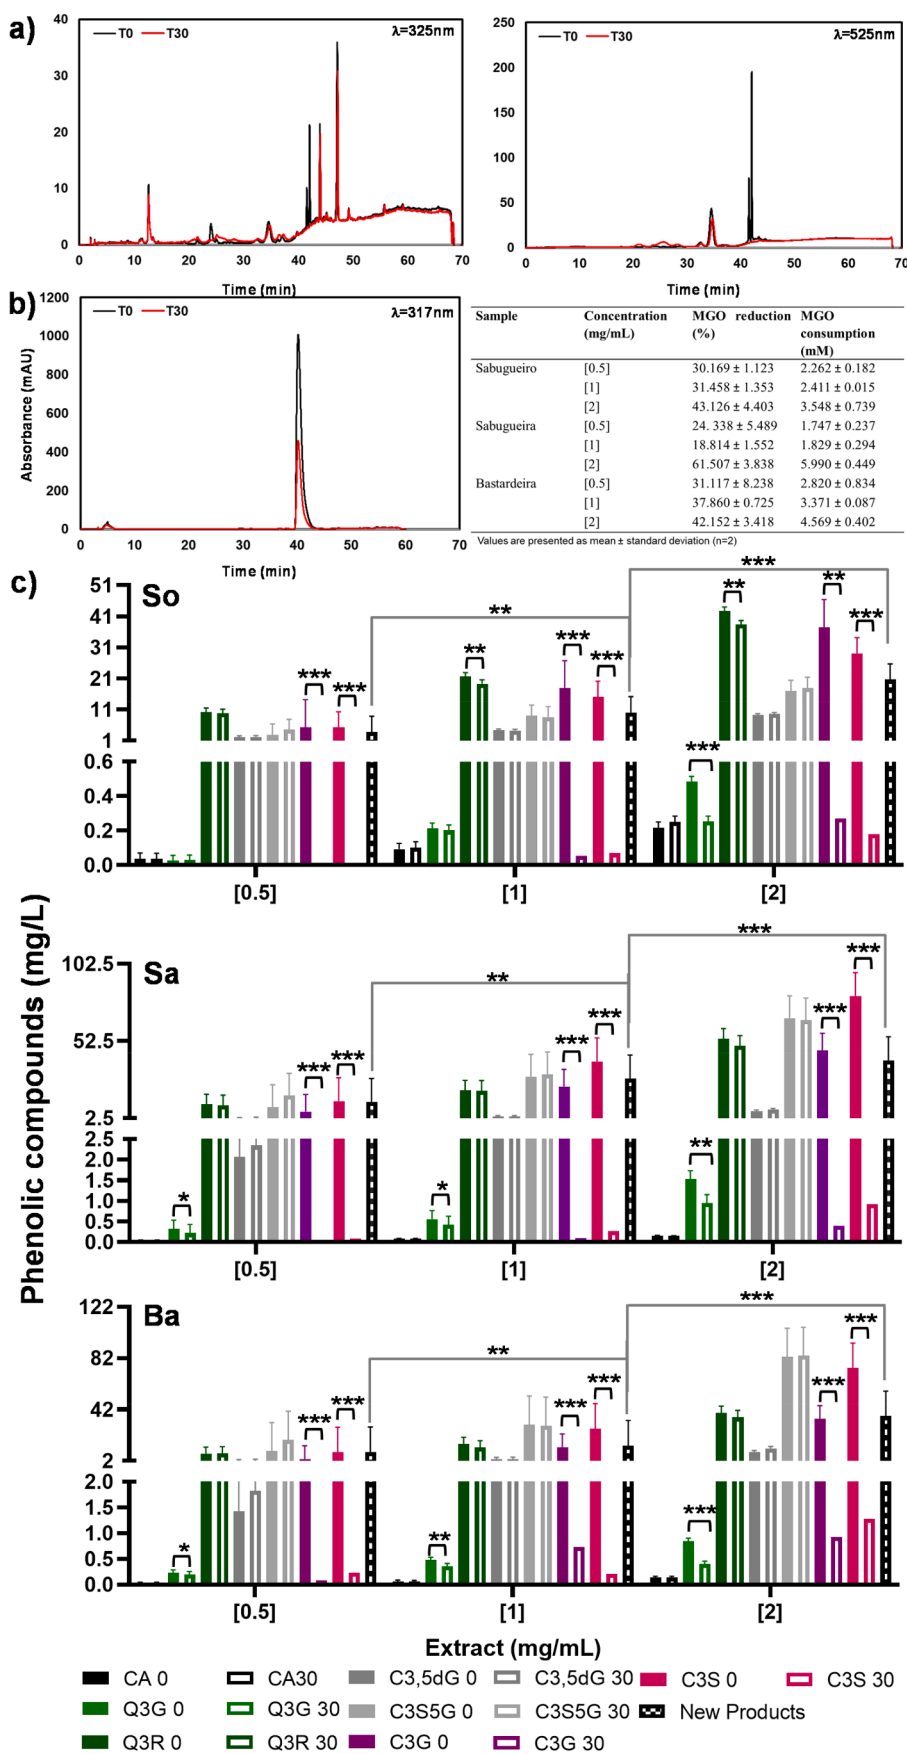 a)
40
T0
T30
λ=325nm
30
20
10
0
0 10 20 30 40 50 60 70
Time (min)
250
T0
T30
λ=525nm
200
150
100
50
0
0 10 20 30 40 50 60 70
Time (min)
b)
1200
T0
T30
λ=317nm
1000
800
600
400
200
0
Absorbance (mAU)
0 10 20 30 40 50 60 70
Time (min)
Sample Concentration (mg/mL) MGO reduction (%) MGO consumption (mM)
Sabugueiro [0.5] 30.169 ± 1.123 2.262 ± 0.182
[1] 31.458 ± 1.353 2.411 ± 0.015
[2] 43.126 ± 4.403 3.548 ± 0.739
Sabugueira [0.5] 24. 338 ± 5.489 1.747 ± 0.237
[1] 18.814 ± 1.552 1.829 ± 0.294
[2] 61.507 ± 3.838 5.990 ± 0.449
Bastardeira [0.5] 31.117 ± 8.238 2.820 ± 0.834
[1] 37.860 ± 0.725 3.371 ± 0.087
[2] 42.152 ± 3.418 4.569 ± 0.402
Values are presented as mean ± standard deviation (n=2)
c)
Phenolic compounds (mg/L)
So
51
41
31
21
11
1
0.6
0.4
0.2
0.0
*** *** ** ** *** *** *** *** ** ** ***
[0.5] [1] [2]
Sa
102.5
52.5
2.5
2.5
2.0
1.5
1.0
0.5
0.0
* *** *** ** * *** *** *** ** *** ***
[0.5] [1] [2]
Ba
122
82
42
2
2.0
1.5
1.0
0.5
0.0
* *** *** ** ** *** *** *** *** *** ***
[0.5] [1] [2]
Extract (mg/mL)
CA 0 CA30 C3,5dG 0 C3,5dG 30 C3S 0 C3S 30
Q3G 0 Q3G 30 C3S5G 0 C3S5G 30 New Products
Q3R 0 Q3R 30 C3G 0 C3G 30